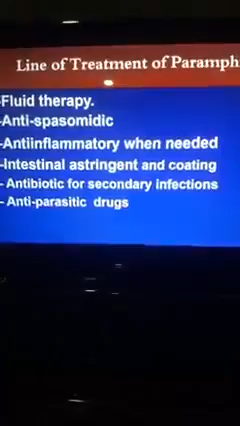 Line of Treatment of Paramph
-Fluid therapy.
-Anti-spasomidic
-Antiinflammatory when needed
-Intestinal astringent and coating
- Antibiotic for secondary infections
- Anti-parasitic drugs